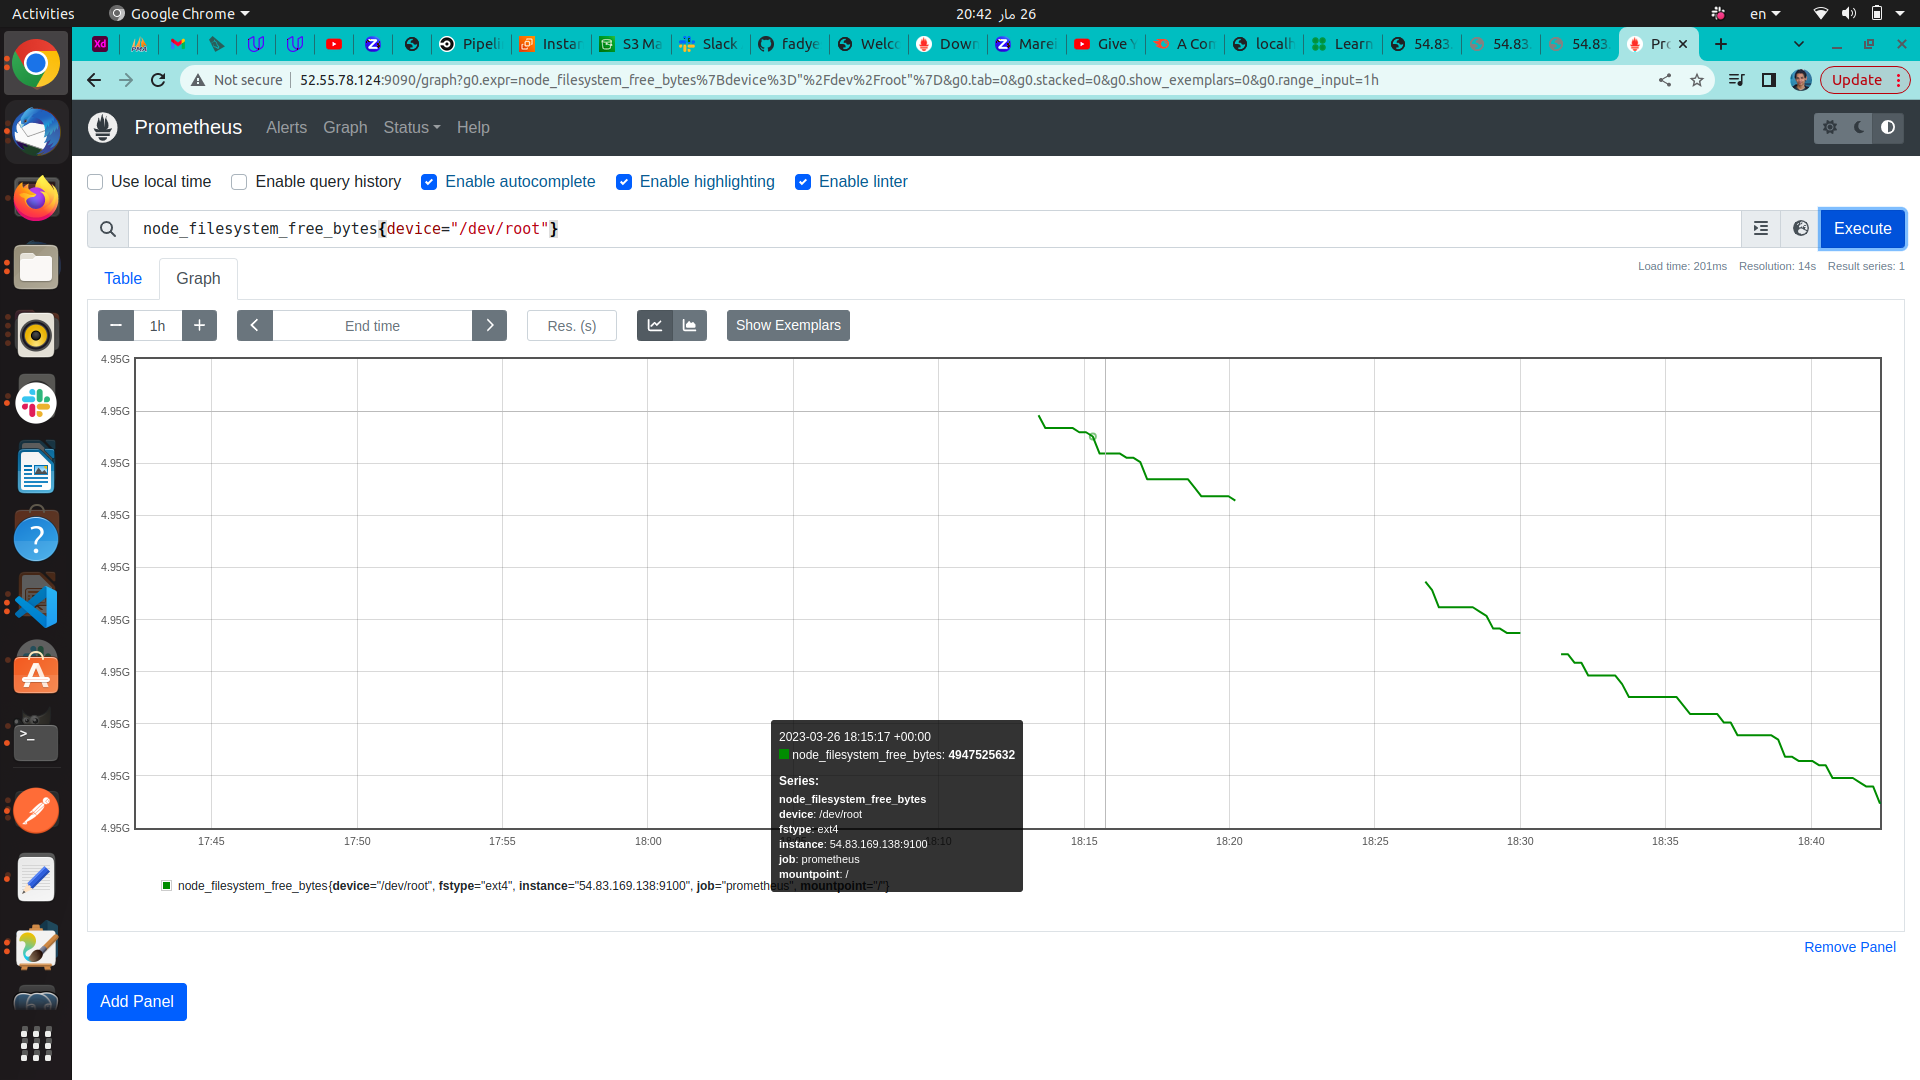 Activities
Google Chrome
20:42 26 مار
en
Xd
PMA
Pipeli
Instar
S3 Ma
Slack
fadye
Welco
Down
Marei
Give Y
A Con
localh
Learn
54.83.
54.83.
54.83.
Pro
Not secure
52.55.78.124:9090/graph?g0.expr=node_filesystem_free_bytes%7Bdevice%3D"%2Fdev%2Froot"%7D&g0.tab=0&g0.stacked=0&g0.show_exemplars=0&g0.range_input=1h
Update
Prometheus
Alerts
Graph
Status
Help
Use local time
Enable query history
Enable autocomplete
Enable highlighting
Enable linter
node_filesystem_free_bytes{device="/dev/root"}
Execute
Load time: 201ms Resolution: 14s Result series: 1
Table
Graph
1h
End time
Res. (s)
Show Exemplars
4.95G
4.95G
4.95G
4.95G
4.95G
4.95G
4.95G
4.95G
4.95G
4.95G
2023-03-26 18:15:17 +00:00
node_filesystem_free_bytes: 4947525632
Series:
node_filesystem_free_bytes
device: /dev/root
fstype: ext4
instance: 54.83.169.138:9100
job: prometheus
mountpoint: /
17:45 17:50 17:55 18:00 18:10 18:15 18:20 18:25 18:30 18:35 18:40
node_filesystem_free_bytes{device="/dev/root", fstype="ext4", instance="54.83.169.138:9100", job="prometheus", mountpoint="/"}
Remove Panel
Add Panel